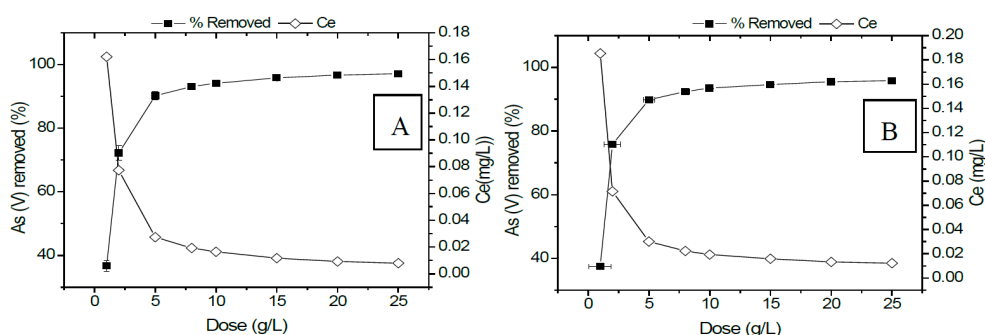 % Removed Ce
0.18
0.16
0.14
0.12
0.10
0.08
0.06
0.04
0.02
0.00
Ce(mg/L))
100
80
60
40
As (V) removed (%)
A
0 5 10 15 20 25
Dose (g/L)
% Removed Ce
0.20
0.18
0.16
0.14
0.12
0.10
0.08
0.06
0.04
0.02
0.00
Ce (mg/L)
100
80
60
40
As (V) removed (%)
B
0 5 10 15 20 25
Dose (g/L)